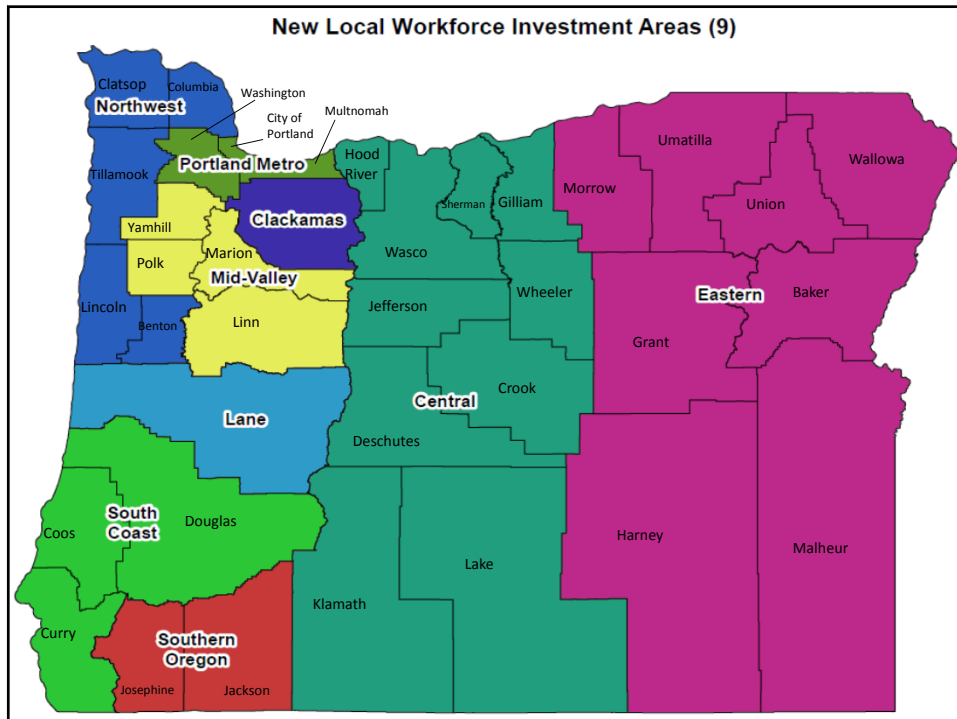 New Local Workforce Investment Areas (9)
Clatsop
Columbia
Northwest
Washington
City of
Portland
Multnomah
Portland Metro
Tillamook
Hood
River
Umatilla
Wallowa
Morrow
Sherman
Gilliam
Union
Clackamas
Yamhill
Marion
Wasco
Polk
Mid-Valley
Wheeler
Eastern
Baker
Lincoln
Jefferson
Benton
Linn
Grant
Crook
Central
Lane
Deschutes
South
Coast
Douglas
Coos
Harney
Malheur
Lake
Klamath
Curry
Southern
Oregon
Josephine
Jackson